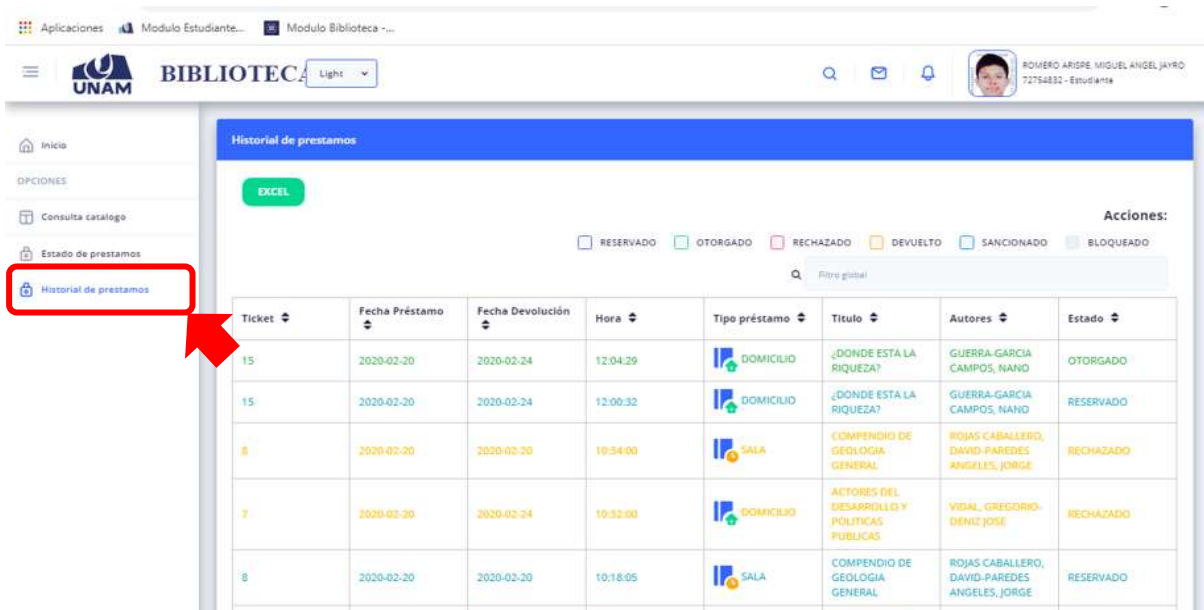 Aplicaciones Modulo Estudiante... Modulo Biblioteca -...
UNAM BIBLIOTECA Light ROMERO ARISPE, MIGUEL ANGEL JAYRO
72754832 - Estudiante
Inicio
OPCIONES
Consulta catalogo
Estado de prestamos
Historial de prestamos
Historial de prestamos
EXCEL
Acciones:
RESERVADO OTORGADO RECHAZADO DEVUELTO SANCIONADO BLOQUEADO
Filtro global
Ticket Fecha Préstamo Fecha Devolución Hora Tipo préstamo Titulo Autores Estado
15 2020-02-20 2020-02-24 12:04:29 DOMICILIO ¿DONDE ESTA LA RIQUEZA? GUERRA-GARCIA CAMPOS, NANO OTORGADO
15 2020-02-20 2020-02-24 12:00:32 DOMICILIO ¿DONDE ESTA LA RIQUEZA? GUERRA-GARCIA CAMPOS, NANO RESERVADO
8 2020-02-20 2020-02-20 10:34:00 SALA COMPENDIO DE GEOLOGIA GENERAL ROJAS CABALLERO, DAVID-PAREDES ANGELES, JORGE RECHAZADO
7 2020-02-20 2020-02-24 10:32:00 DOMICILIO ACTORES DEL DESARROLLO Y POLITICAS PUBLICAS VIDAL, GREGORIO-DENIZ JOSE RECHAZADO
8 2020-02-20 2020-02-20 10:18:05 SALA COMPENDIO DE GEOLOGIA GENERAL ROJAS CABALLERO, DAVID-PAREDES ANGELES, JORGE RESERVADO